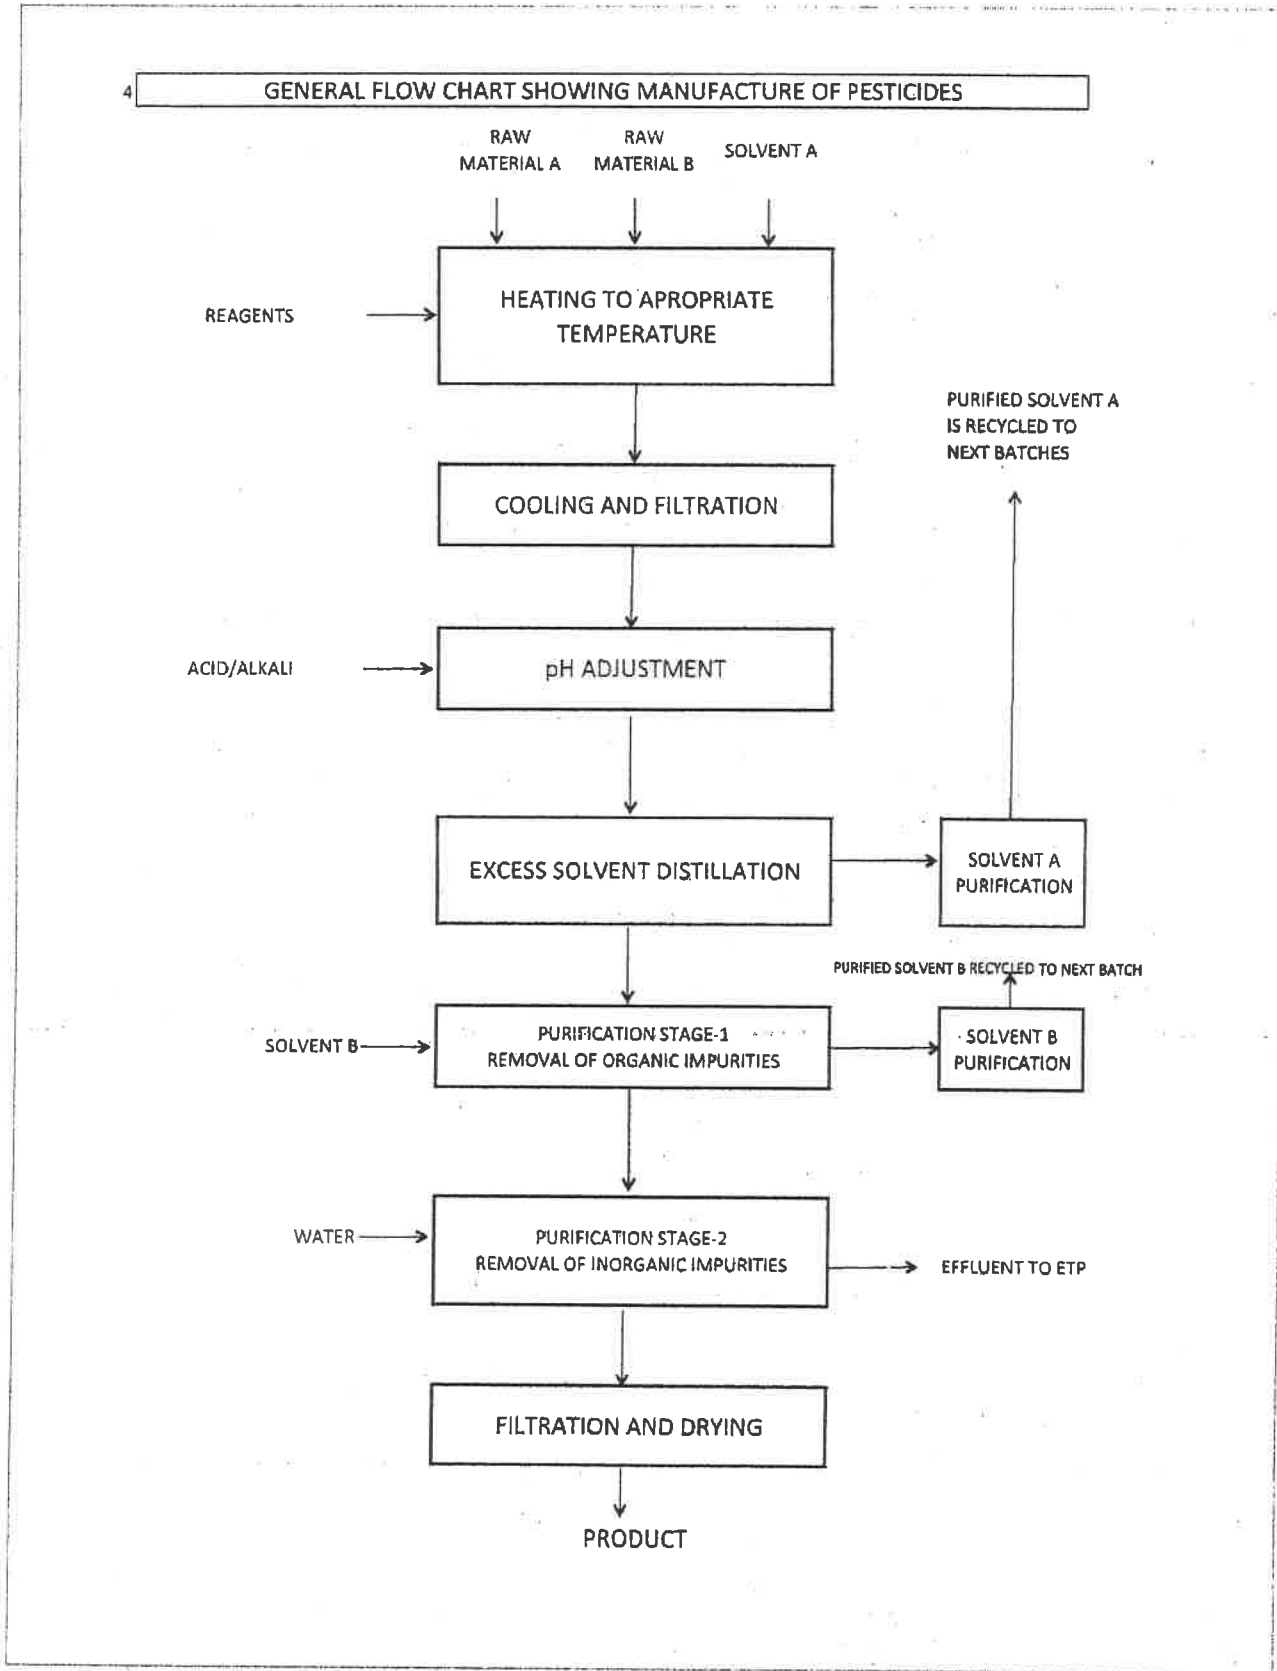 4
GENERAL FLOW CHART SHOWING MANUFACTURE OF PESTICIDES
RAW
MATERIAL A
RAW
MATERIAL B
SOLVENT A
REAGENTS
HEATING TO APROPRIATE
TEMPERATURE
PURIFIED SOLVENT A
IS RECYCLED TO
NEXT BATCHES
COOLING AND FILTRATION
ACID/ALKALI
pH ADJUSTMENT
EXCESS SOLVENT DISTILLATION
SOLVENT A
PURIFICATION
PURIFIED SOLVENT B RECYCLED TO NEXT BATCH
SOLVENT B
PURIFICATION STAGE-1
REMOVAL OF ORGANIC IMPURITIES
SOLVENT B
PURIFICATION
WATER
PURIFICATION STAGE-2
REMOVAL OF INORGANIC IMPURITIES
EFFLUENT TO ETP
FILTRATION AND DRYING
PRODUCT